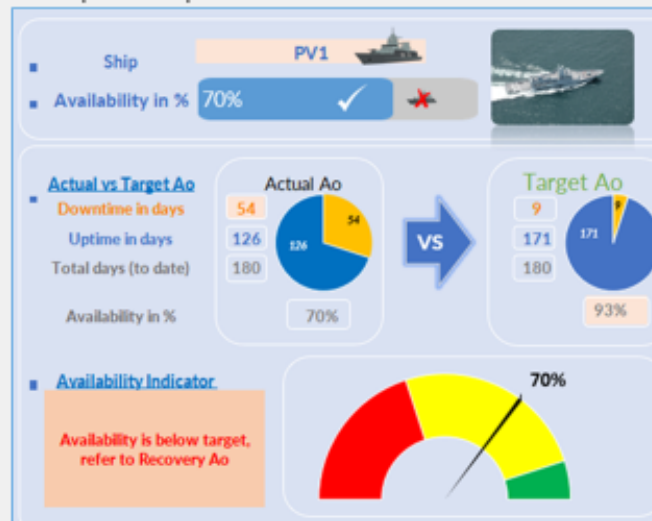 Ship
PV1
Availability in %
70%
Actual vs Target Ao
Actual Ao
Target Ao
Downtime in days
54
54
9
9
Uptime in days
126
126
VS
171
171
Total days (to date)
180
180
Availability in %
70%
93%
Availability Indicator
70%
Availability is below target,
refer to Recovery Ao